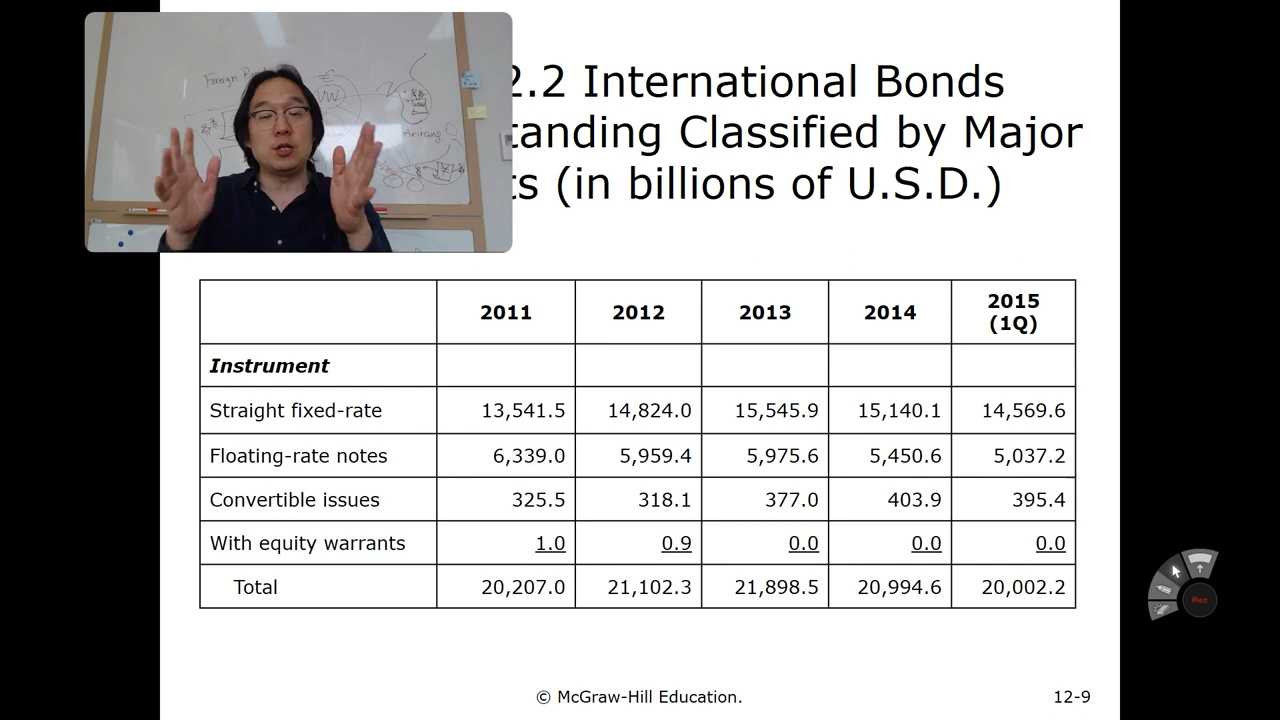 Foreign
€
Arirang
2.2 International Bonds
tanding Classified by Major
ts (in billions of U.S.D.)
2011 2012 2013 2014 2015 (1Q)
Instrument
Straight fixed-rate 13,541.5 14,824.0 15,545.9 15,140.1 14,569.6
Floating-rate notes 6,339.0 5,959.4 5,975.6 5,450.6 5,037.2
Convertible issues 325.5 318.1 377.0 403.9 395.4
With equity warrants 1.0 0.9 0.0 0.0 0.0
Total 20,207.0 21,102.3 21,898.5 20,994.6 20,002.2
Rec
© McGraw-Hill Education.
12-9